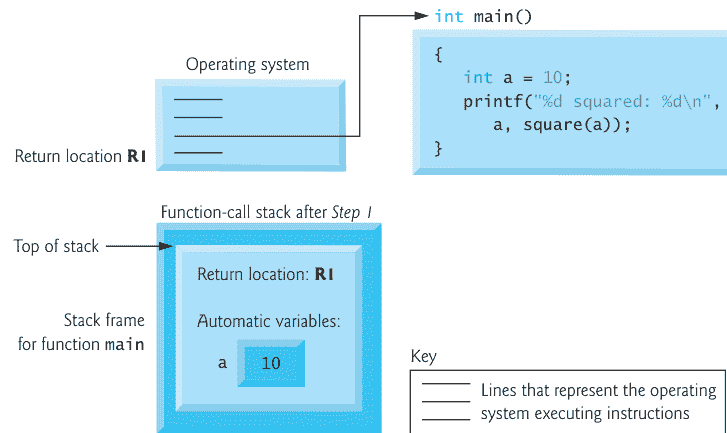 int main()
{
int a = 10;
printf("%d squared: %d\n",
a, square(a));
}
Operating system
Return location R1
Function-call stack after Step 1
Top of stack
Return location: R1
Stack frame
for function main
Automatic variables:
a 10
Key
Lines that represent the operating
system executing instructions